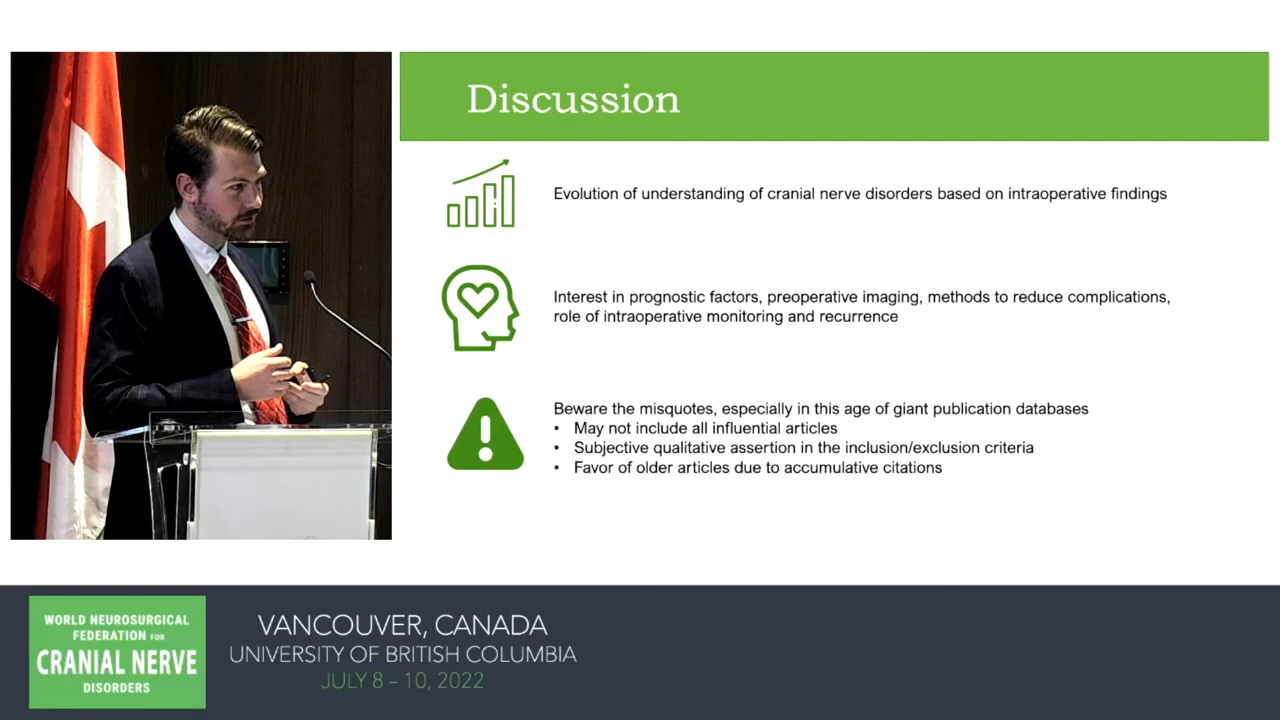 Discussion
Evolution of understanding of cranial nerve disorders based on intraoperative findings
Interest in prognostic factors, preoperative imaging, methods to reduce complications,
role of intraoperative monitoring and recurrence
Beware the misquotes, especially in this age of giant publication databases
• May not include all influential articles
• Subjective qualitative assertion in the inclusion/exclusion criteria
• Favor of older articles due to accumulative citations
WORLD NEUROSURGICAL
FEDERATION FOR
CRANIAL NERVE
DISORDERS
VANCOUVER, CANADA
UNIVERSITY OF BRITISH COLUMBIA
JULY 8 – 10, 2022